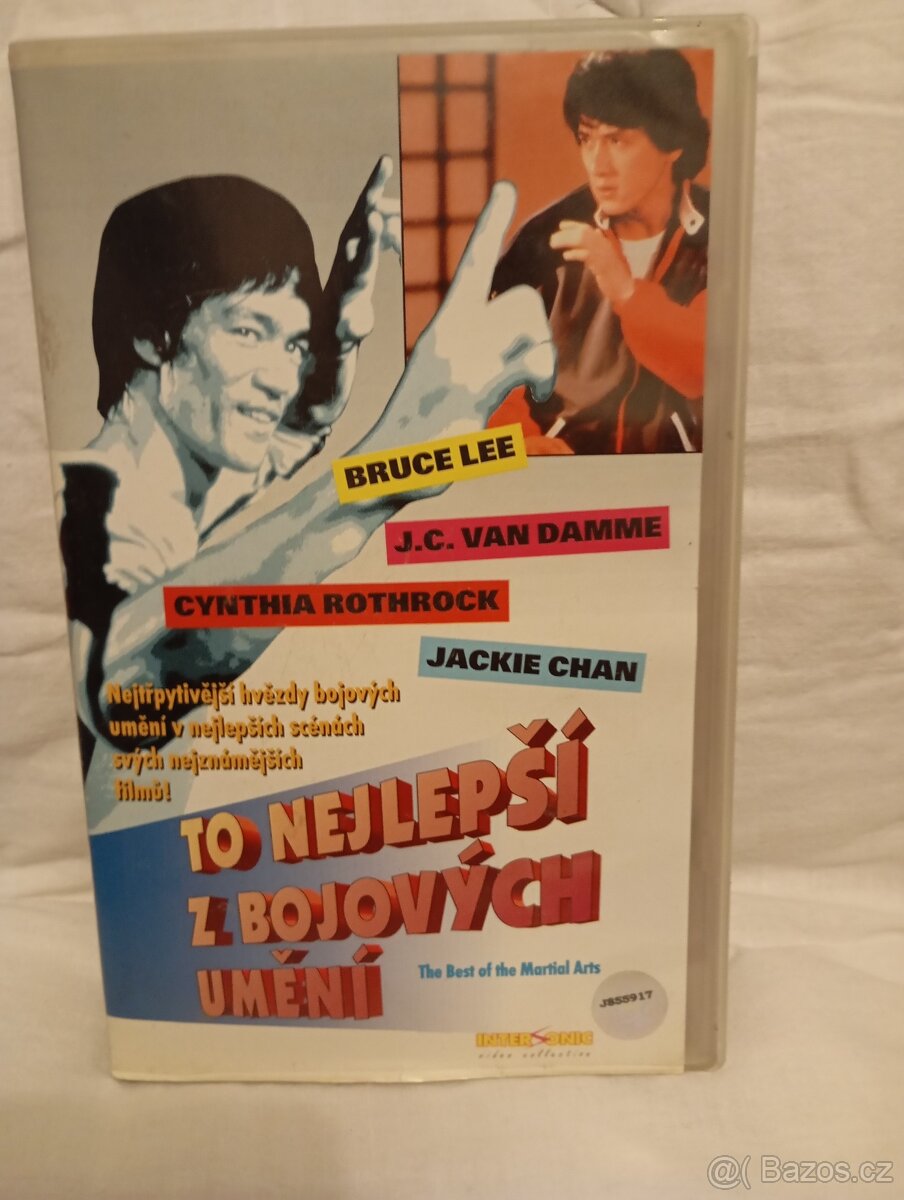 BRUCE LEE
J.C. VAN DAMME
CYNTHIA ROTHROCK
JACKIE CHAN
Nejtřpytivější hvězdy bojových
umění v nejlepších scénách
svých nejznámějších
filmů!
TO NEJLEPŠÍ
Z BOJOVÝCH
UMĚNÍ
The Best of the Martial Arts
J855917
INTERSONIC
video collection
@( Bazos.cz